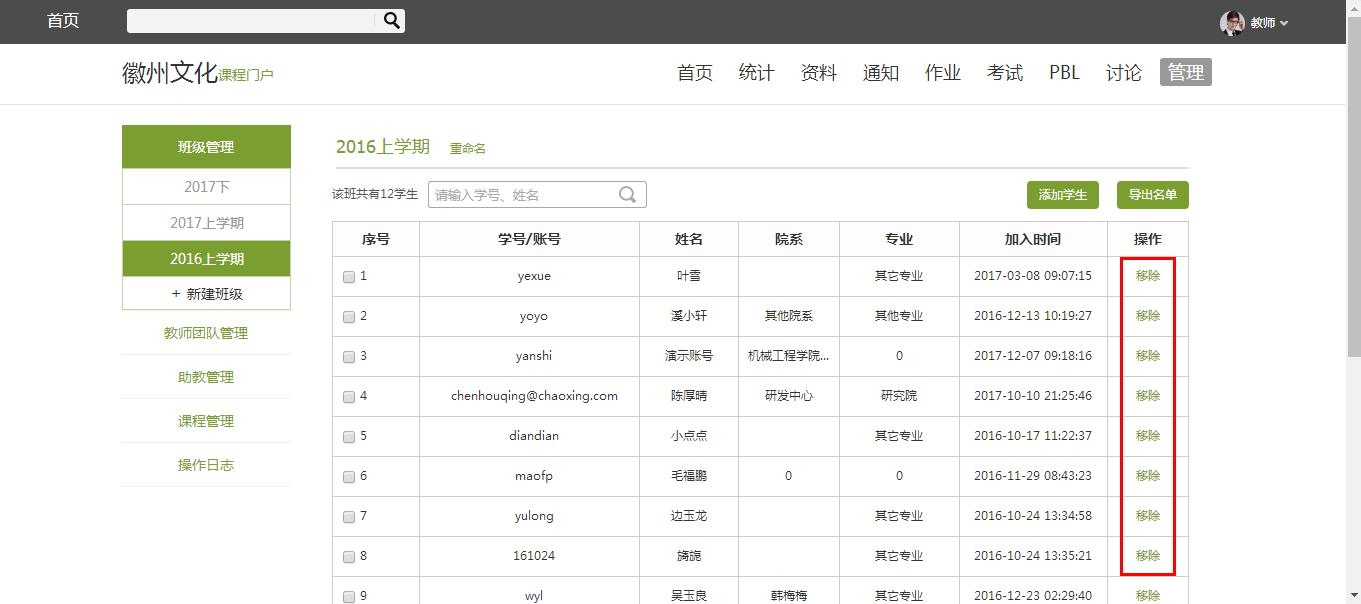 首页
教师
徽州文化课程门户
首页 统计 资料 通知 作业 考试 PBL 讨论 管理
班级管理
2017下
2017上学期
2016上学期
+ 新建班级
教师团队管理
助教管理
课程管理
操作日志
2016上学期 重命名
该班共有12学生 请输入学号、姓名 添加学生 导出名单
序号 学号/账号 姓名 院系 专业 加入时间 操作
1 yexue 叶雪 其它专业 2017-03-08 09:07:15 移除
2 yoyo 溪小轩 其他院系 其他专业 2016-12-13 10:19:27 移除
3 yanshi 演示账号 机械工程学院... 0 2017-12-07 09:18:16 移除
4 chenhouqing@chaoxing.com 陈厚晴 研发中心 研究院 2017-10-10 21:25:46 移除
5 diandian 小点点 其它专业 2016-10-17 11:22:37 移除
6 maofp 毛福鹏 0 0 2016-11-29 08:43:23 移除
7 yulong 边玉龙 其它专业 2016-10-24 13:34:58 移除
8 161024 旖旎 其它专业 2016-10-24 13:35:21 移除
9 wyl 吴玉良 韩梅梅 其它专业 2016-12-23 02:29:40 移除